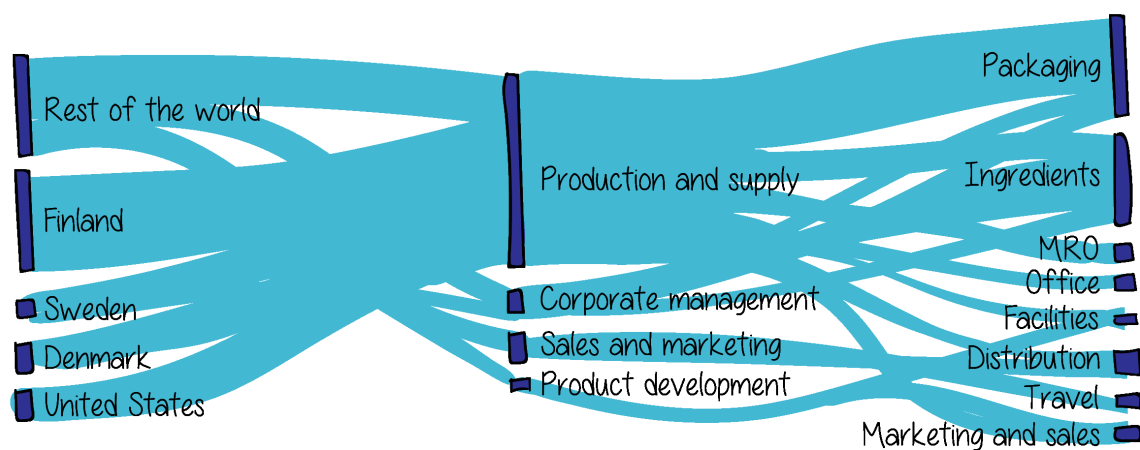 Rest of the world
Finland
Sweden
Denmark
United States
Production and supply
Corporate management
Sales and marketing
Product development
Packaging
Ingredients
MRO
Office
Facilities
Distribution
Travel
Marketing and sales